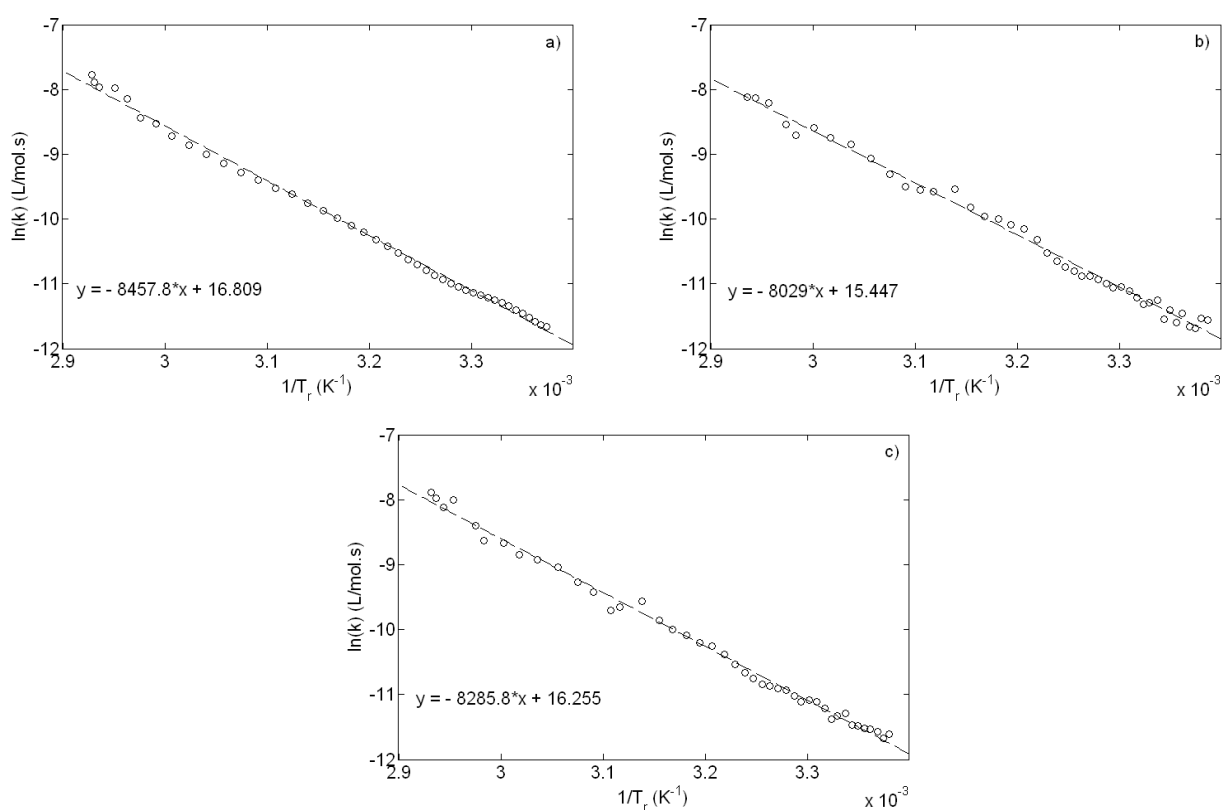 a)
-7
-8
-9
-10
-11
-12
ln(k) (L/mol.s)
y = - 8457.8*x + 16.809
2.9 3 3.1 3.2 3.3
1/Tr (K-1)
x 10-3
b)
-7
-8
-9
-10
-11
-12
ln(k) (L/mol.s)
y = - 8029*x + 15.447
2.9 3 3.1 3.2 3.3
1/Tr (K-1)
x 10-3
c)
-7
-8
-9
-10
-11
-12
ln(k) (L/mol.s)
y = - 8285.8*x + 16.255
2.9 3 3.1 3.2 3.3
1/Tr (K-1)
x 10-3